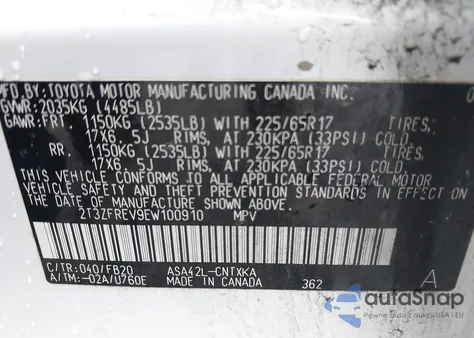 MFD. BY: TOYOTA MOTOR MANUFACTURING CANADA INC.
GVWR: 2035KG (4485LB)
GAWR: FRT. 1150KG (2535LB) WITH 225/65R17 TIRES,
17X6. 5J RIMS, AT 230KPA (33PSI) COLD.
RR. 1150KG (2535LB) WITH 225/65R17 TIRES,
17X6. 5J RIMS, AT 230KPA (33PSI) COLD.
THIS VEHICLE CONFORMS TO ALL APPLICABLE FEDERAL MOTOR
VEHICLE SAFETY AND THEFT PREVENTION STANDARDS IN EFFECT
ON THE DATE OF MANUFACTURE SHOWN ABOVE.
2T3ZFREV9EW100910 MPV
C/TR: 040/FB20 ASA42L-CNTXKA
A/TM: -02A/U760E MADE IN CANADA 362 A
autoSnap
Pewne auto z USA i Kanady